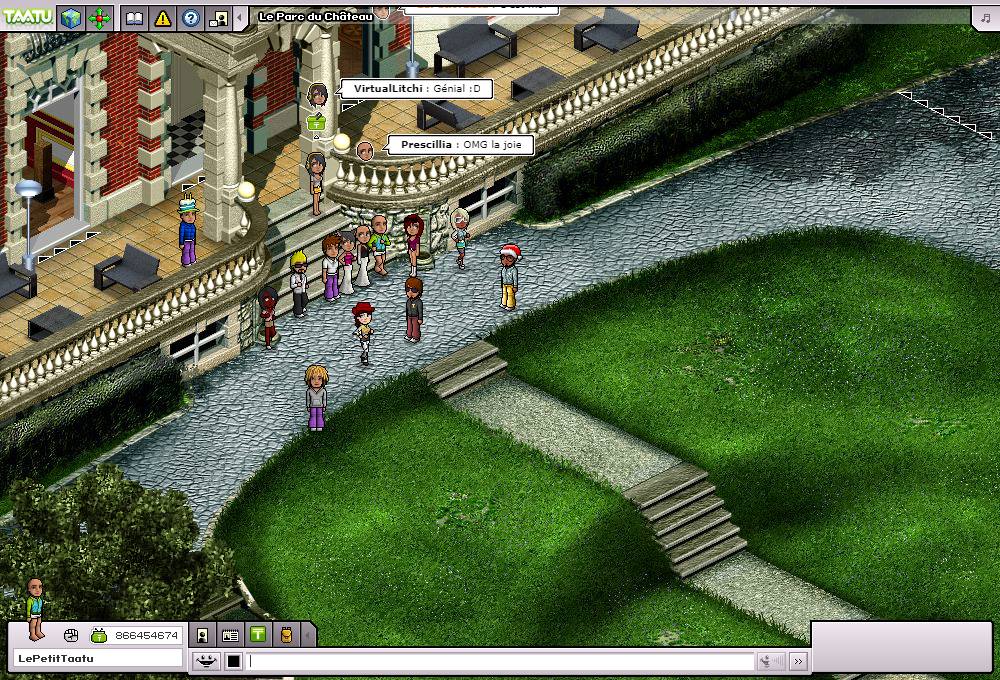 TAATU
Le Parc du Château
VirtualLitchi : Génial :D
Prescillia : OMG la joie
866454674
T
LePetitTaatu